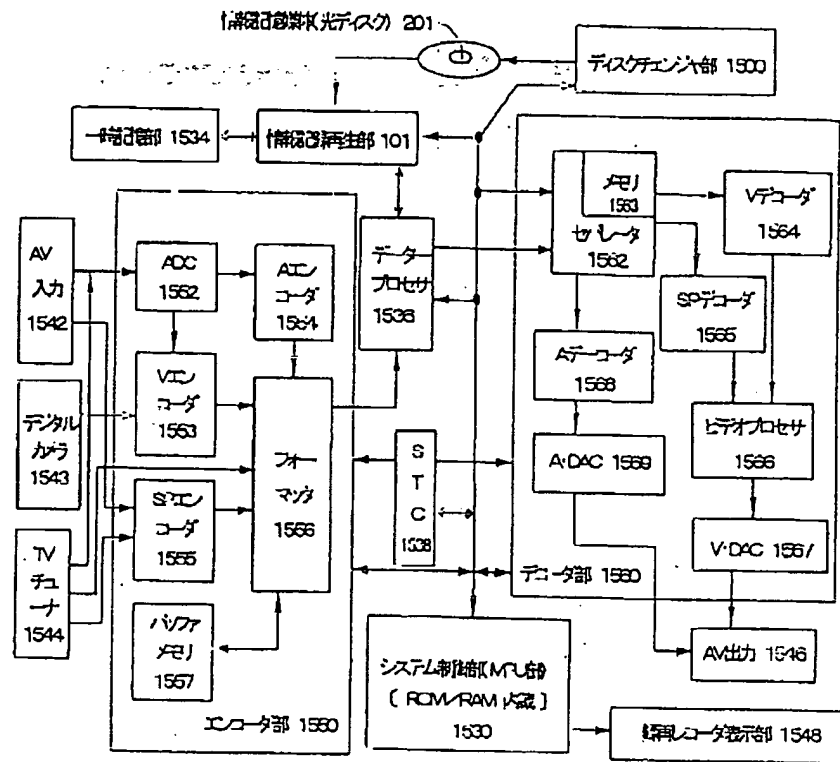 情報記憶媒体(光ディスク) 201
ディスクチェンジャ部 1500
一時記憶部 1534
情報記録再生部 101
AV
入力
1542
デジタル
カメラ
1543
TV
チュ
ーナ
1544
ADC
1552
Aエン
コーダ
1554
Vエン
コーダ
1553
SPエン
コーダ
1555
バッファ
メモリ
1557
フォー
マッタ
1556
エンコーダ部 1550
データー
プロセサ
1536
S
T
C
1538
メモリ
1563
セパレータ
1562
Vデコーダ
1564
SPデコーダ
1565
Aデコーダ
1568
A・DAC 1569
ビデオプロセサ
1566
V・DAC 1567
デコーダ部 1560
AV出力 1546
システム制御部(MPU部)
[ROM/RAM 内蔵]
1530
録再レコーダ表示部 1548